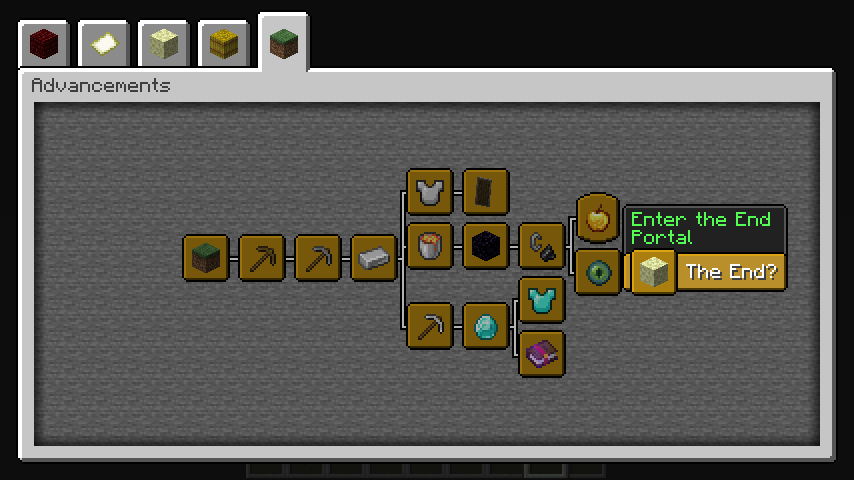 Advancements
Enter the End
Portal
The End?